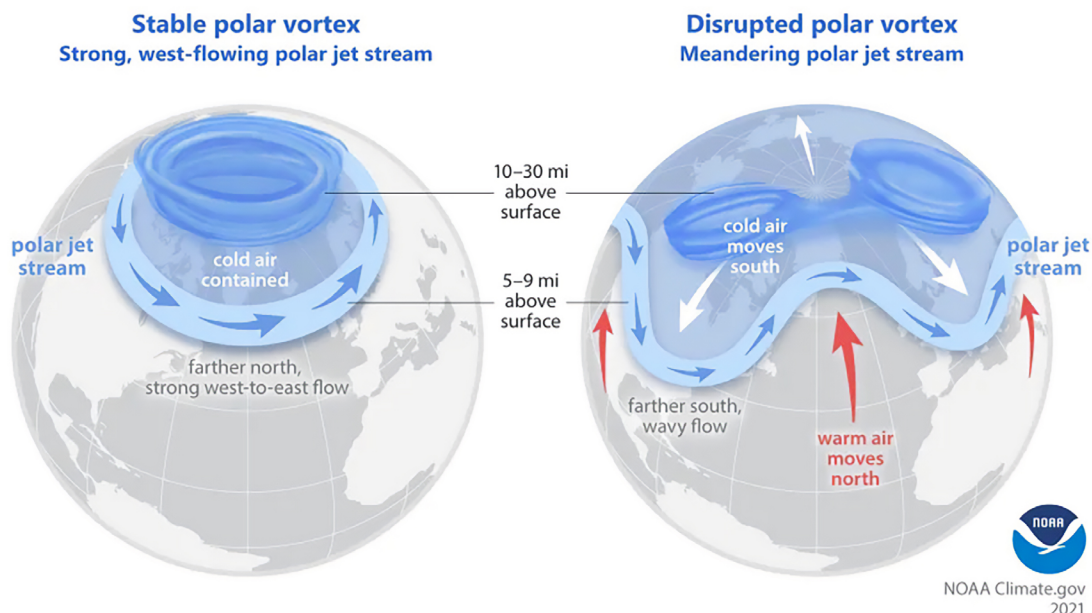 Stable polar vortex
Strong, west-flowing polar jet stream
Disrupted polar vortex
Meandering polar jet stream
10–30 mi
above
surface
5–9 mi
above
surface
polar jet
stream
cold air
contained
farther north,
strong west-to-east flow
cold air
moves
south
polar jet
stream
farther south,
wavy flow
warm air
moves
north
NOAA
NOAA Climate.gov
2021